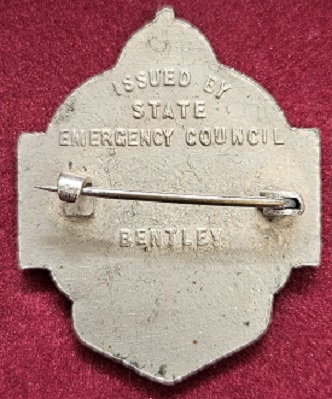 ISSUED BY
STATE
EMERGENCY COUNCIL
BENTLEY